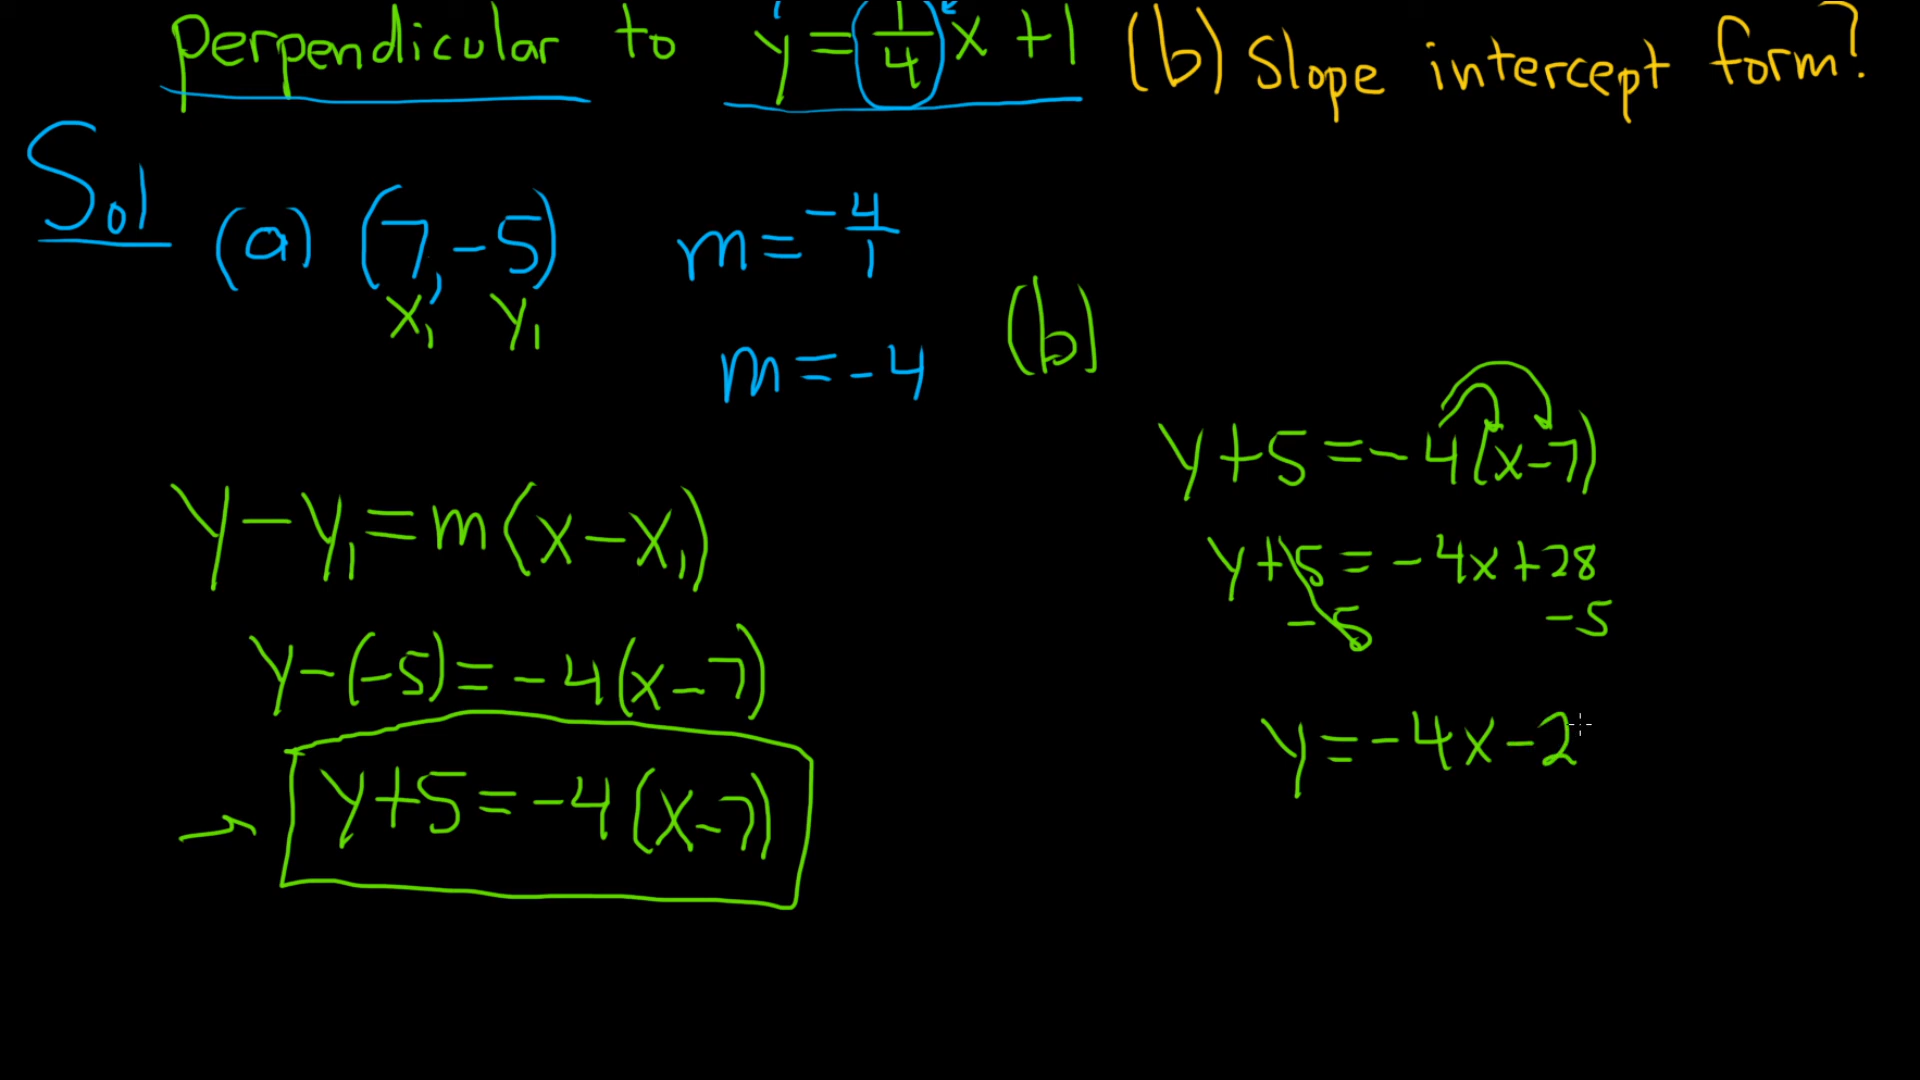 perpendicular to y = 1/4 x + 1 (b) Slope intercept form?
Sol
(a) (7, -5)
x₁ y₁
m = -4/1
m = -4
y - y₁ = m(x - x₁)
y - (-5) = -4(x - 7)
→ y + 5 = -4(x - 7)
(b)
y + 5 = -4(x - 7)
y + 5 = -4x + 28
- 5 - 5
y = -4x - 2